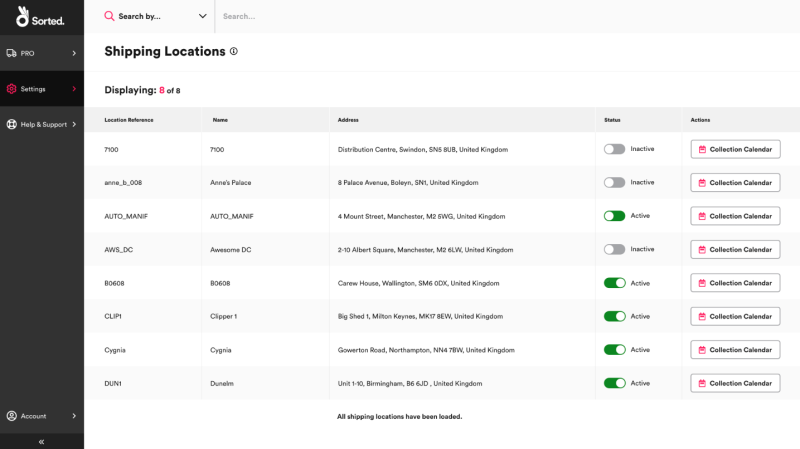 Sorted.
Search by...
Search...
PRO
Settings
Help & Support
Account
«
Shipping Locations
Displaying: 8 of 8
Location Reference Name Address Status Actions
7100 7100 Distribution Centre, Swindon, SN5 8UB, United Kingdom Inactive Collection Calendar
anne_b_008 Anne's Palace 8 Palace Avenue, Boleyn, SN1, United Kingdom Inactive Collection Calendar
AUTO_MANIF AUTO_MANIF 4 Mount Street, Manchester, M2 5WG, United Kingdom Active Collection Calendar
AWS_DC Awesome DC 2-10 Albert Square, Manchester, M2 6LW, United Kingdom Inactive Collection Calendar
B0608 B0608 Carew House, Wallington, SM6 0DX, United Kingdom Active Collection Calendar
CLIP1 Clipper 1 Big Shed 1, Milton Keynes, MK17 8EW, United Kingdom Active Collection Calendar
Cygnia Cygnia Gowerton Road, Northampton, NN4 7BW, United Kingdom Active Collection Calendar
DUN1 Dunelm Unit 1-10, Birmingham, B6 6JD , United Kingdom Active Collection Calendar
All shipping locations have been loaded.